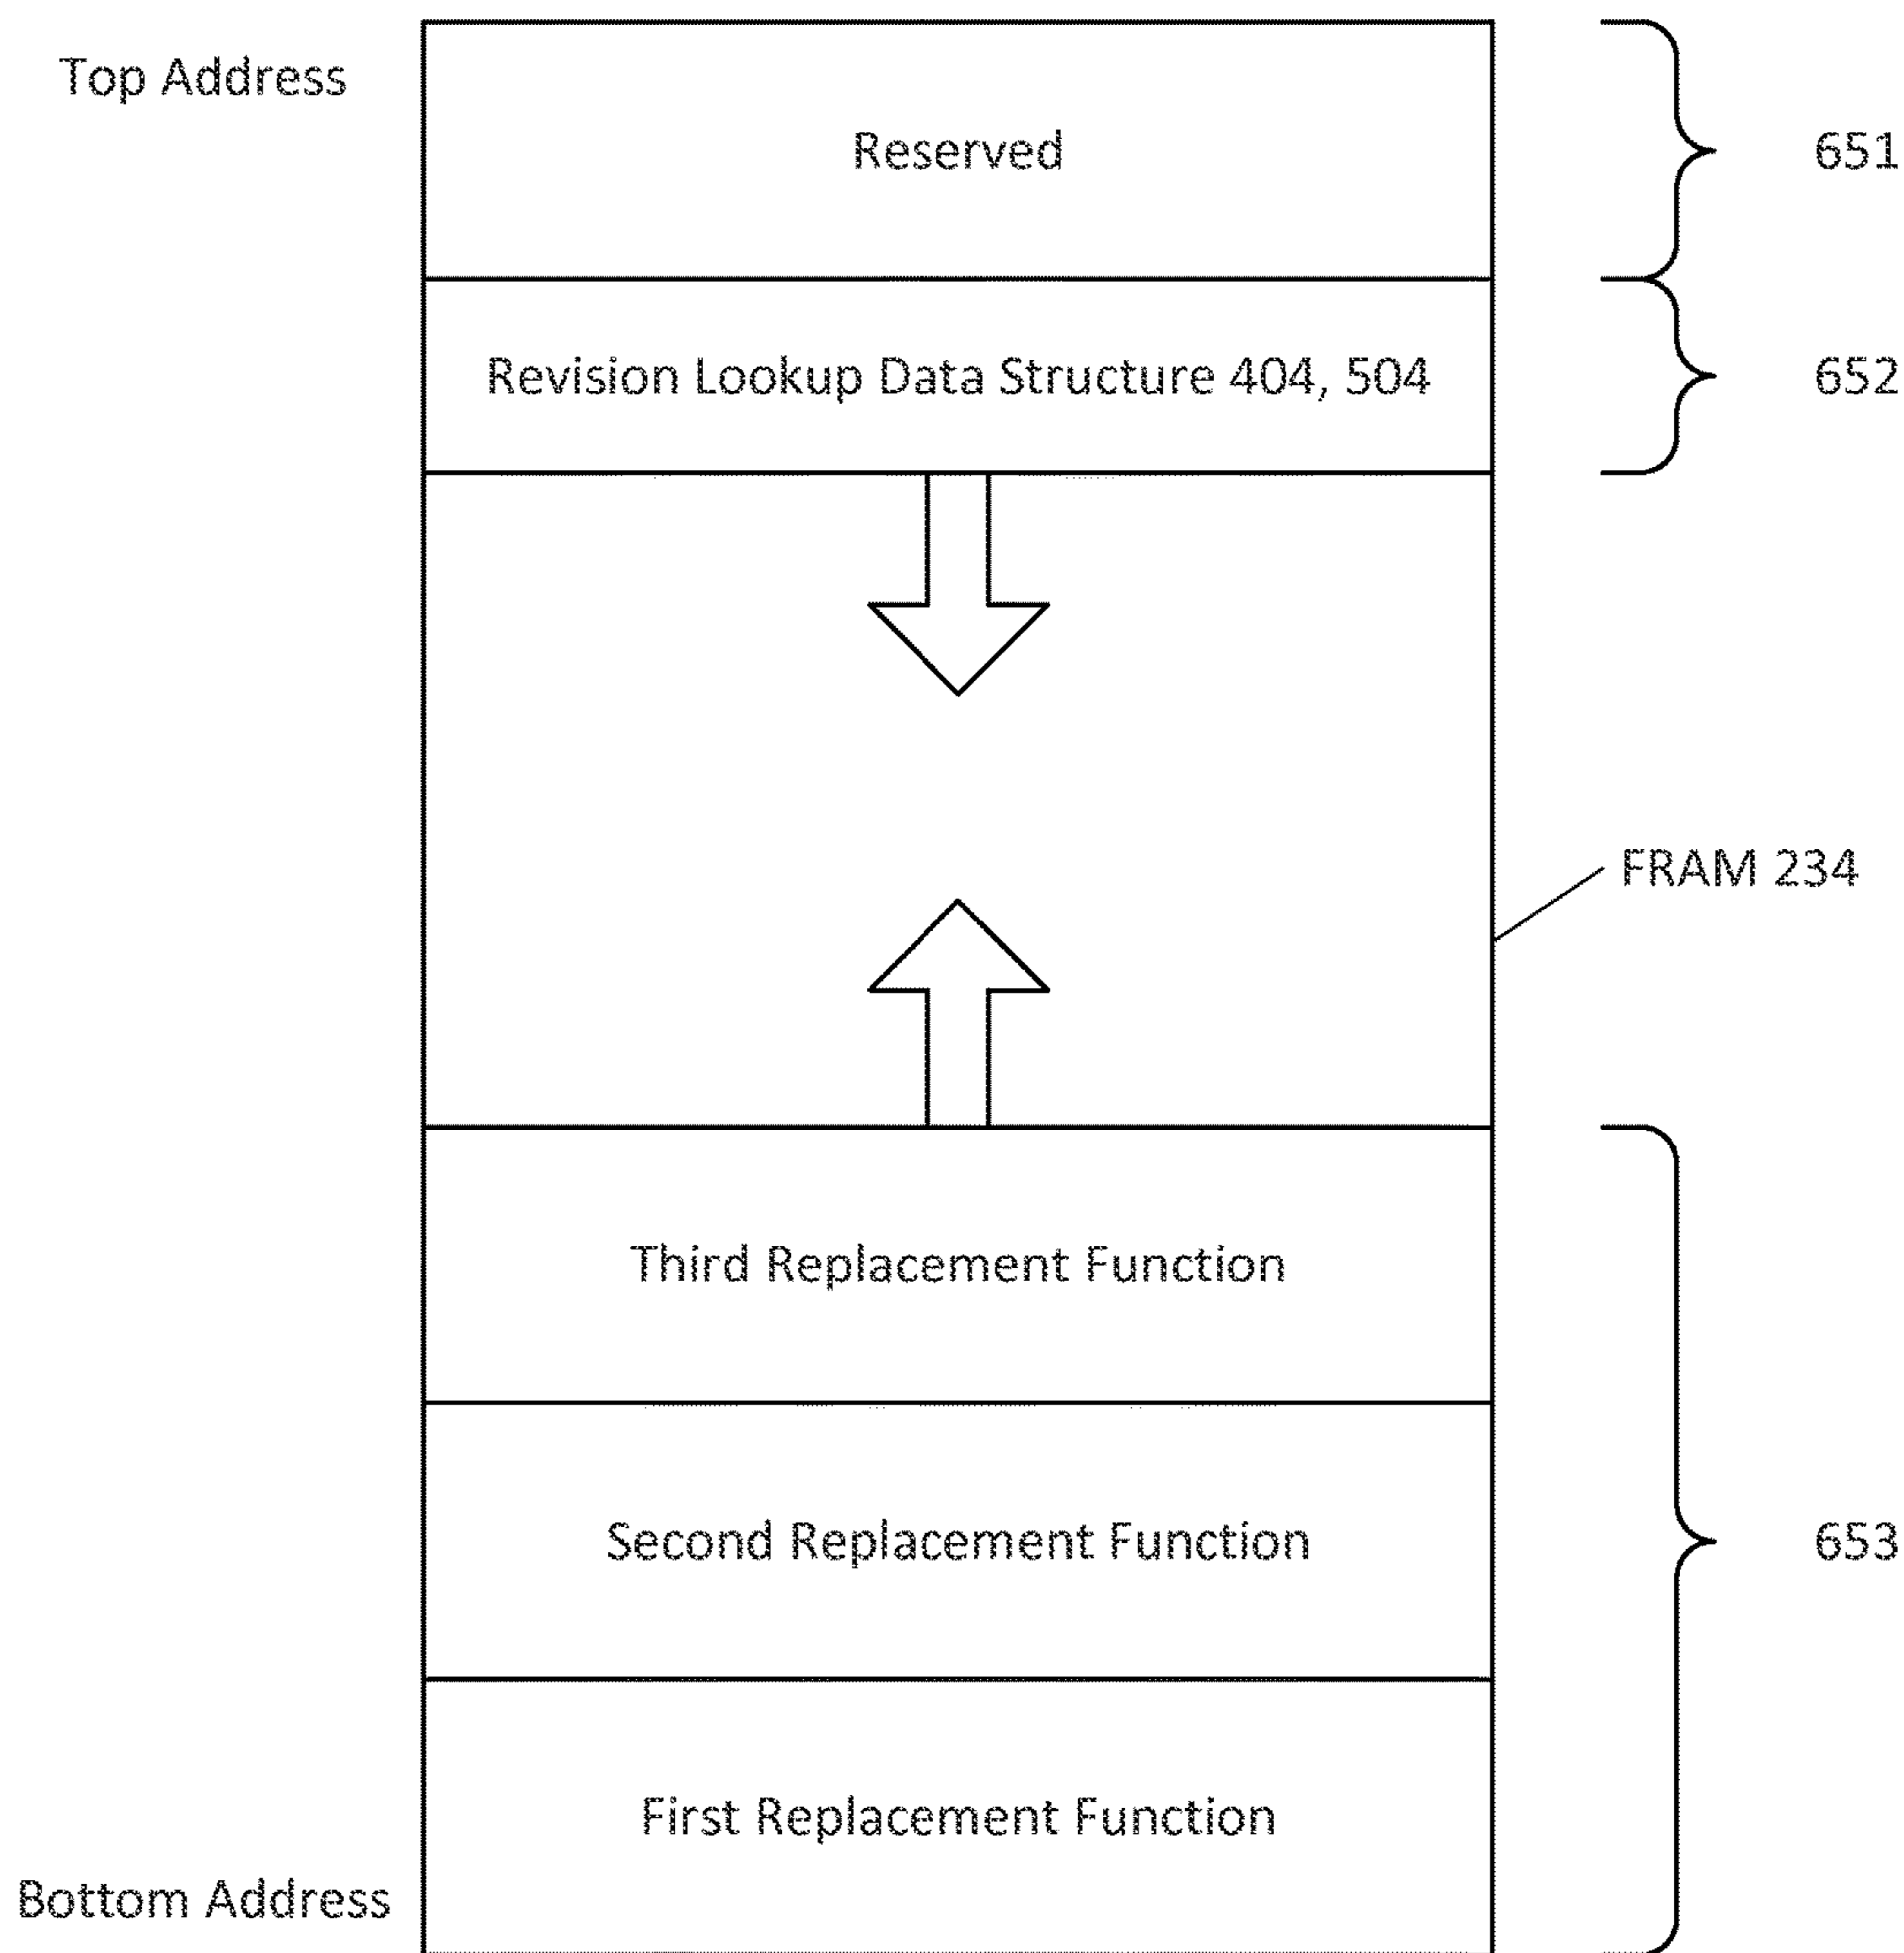 Top Address
Reserved
651
Revision Lookup Data Structure 404, 504
652
FRAM 234
Third Replacement Function
Second Replacement Function
653
First Replacement Function
Bottom Address